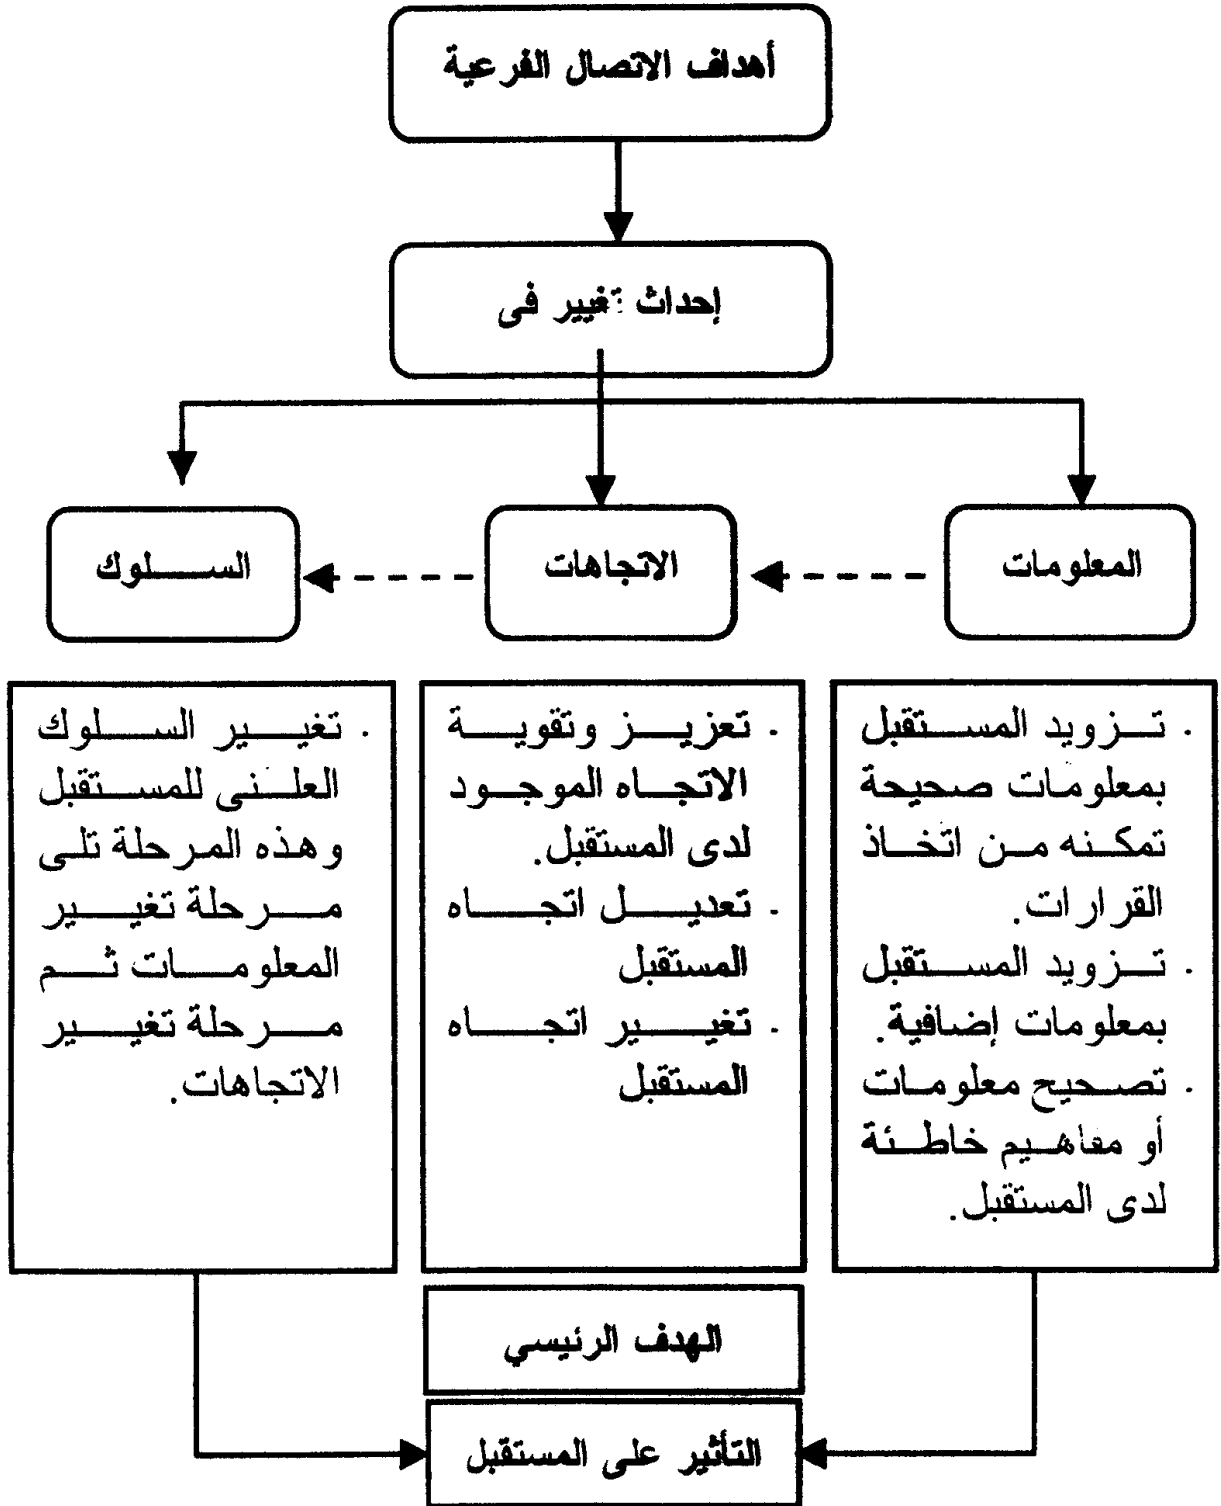 أهداف الاتصال الفرعية
إحداث تغيير فى
المعلومات
الاتجاهات
السلوك
. تزويد المستقبل
بمعلومات صحيحة
تمكنه من اتخاذ
القرارات.
. تزويد المستقبل
بمعلومات إضافية.
. تصحيح معلومات
أو مفاهيم خاطئة
لدى المستقبل.
. تعزيز وتقوية
الاتجاه الموجود
لدى المستقبل.
. تعديل اتجاه
المستقبل
. تغيير اتجاه
المستقبل
. تغيير السلوك
العلنى للمستقبل
وهذه المرحلة تلى
مرحلة تغيير
المعلومات ثم
مرحلة تغيير
الاتجاهات.
الهدف الرئيسي
التأثير على المستقبل